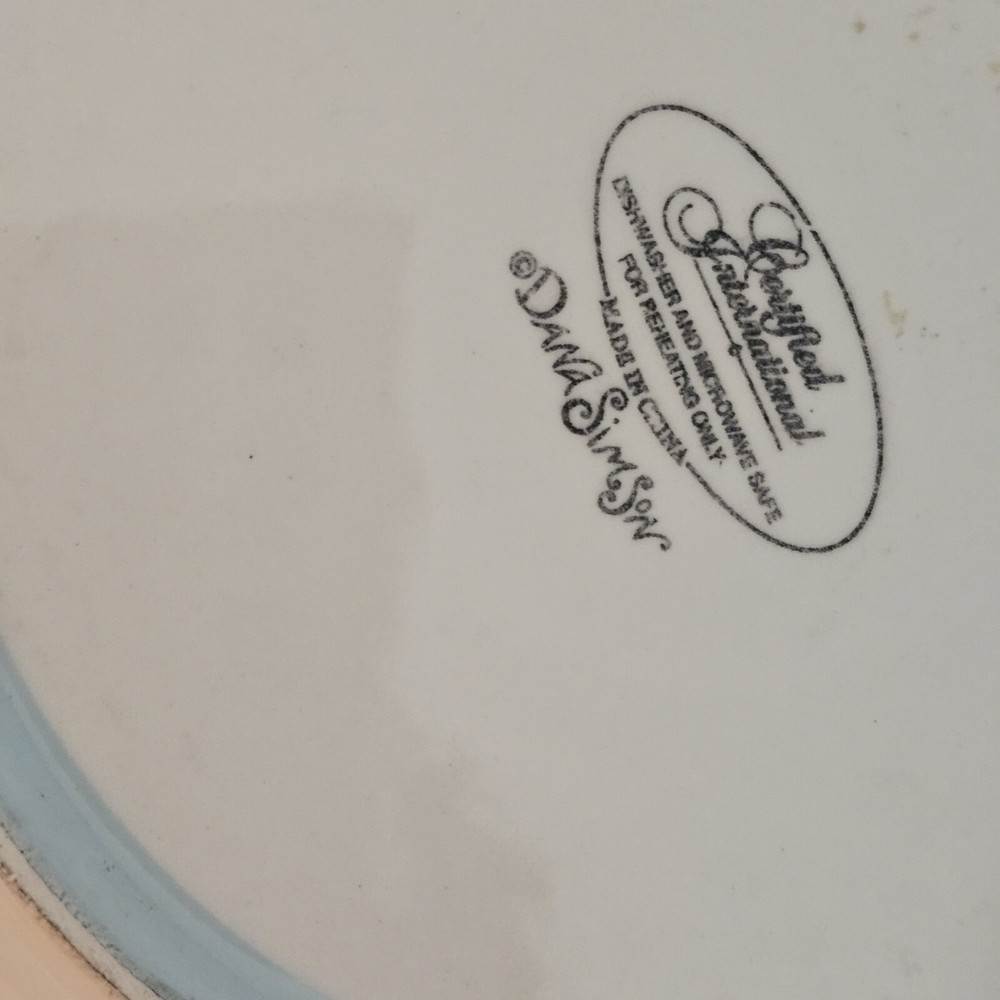 Certified
International
DISHWASHER AND MICROWAVE SAFE
FOR REHEATING ONLY
MADE IN CHINA
©DANA SIMSON